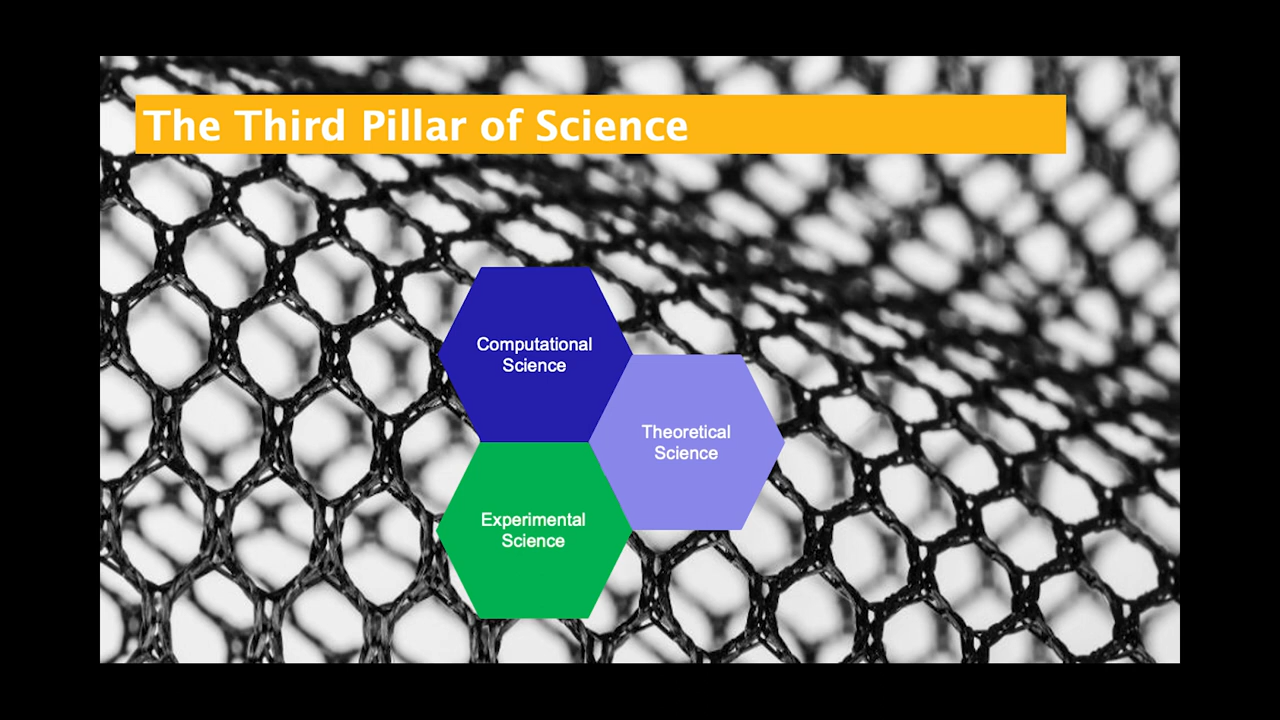 The Third Pillar of Science
Computational
Science
Theoretical
Science
Experimental
Science